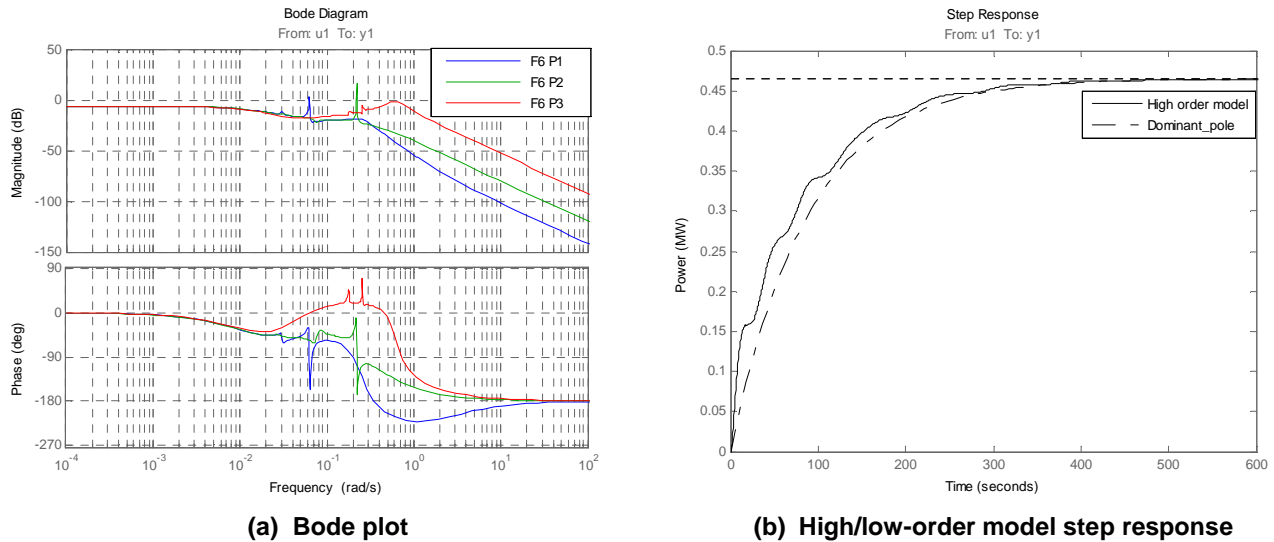 Bode Diagram
From: u1 To: y1
F6 P1
F6 P2
F6 P3
50
0
-50
-100
-150
Magnitude (dB)
90
0
-90
-180
-270
Phase (deg)
10^-4
10^-3
10^-2
10^-1
10^0
10^1
10^2
Frequency (rad/s)
(a) Bode plot
Step Response
From: u1 To: y1
High order model
Dominant_pole
0.5
0.45
0.4
0.35
0.3
0.25
0.2
0.15
0.1
0.05
0
Power (MW)
0
100
200
300
400
500
600
Time (seconds)
(b) High/low-order model step response